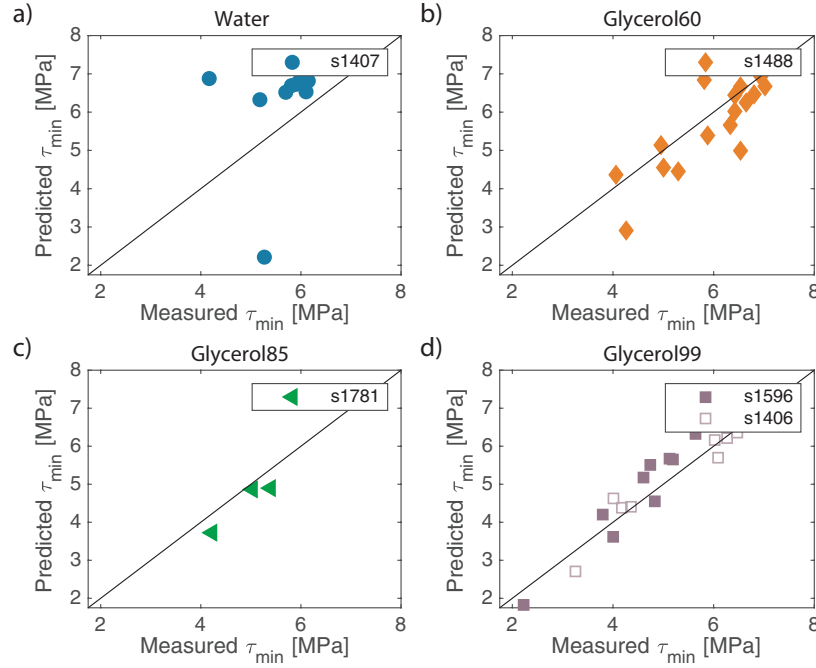 a)
Water
8
7
6
5
4
3
2
2
4
6
8
Predicted τmin [MPa]
Measured τmin [MPa]
s1407
b)
Glycerol60
8
7
6
5
4
3
2
2
4
6
8
Predicted τmin [MPa]
Measured τmin [MPa]
s1488
c)
Glycerol85
8
7
6
5
4
3
2
2
4
6
8
Predicted τmin [MPa]
Measured τmin [MPa]
s1781
d)
Glycerol99
8
7
6
5
4
3
2
2
4
6
8
Predicted τmin [MPa]
Measured τmin [MPa]
s1596
s1406